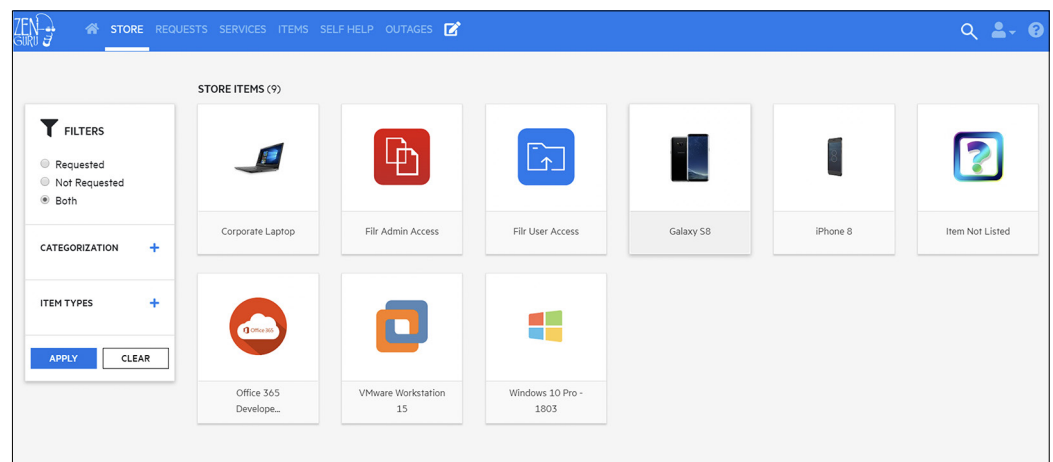 ZEN
GURU
STORE REQUESTS SERVICES ITEMS SELF HELP OUTAGES
STORE ITEMS (9)
FILTERS
Requested
Not Requested
Both
CATEGORIZATION +
ITEM TYPES +
APPLY CLEAR
Corporate Laptop
Filr Admin Access
Filr User Access
Galaxy S8
iPhone 8
Item Not Listed
Office 365
Office 365
Develope...
VMware Workstation
15
Windows 10 Pro -
1803